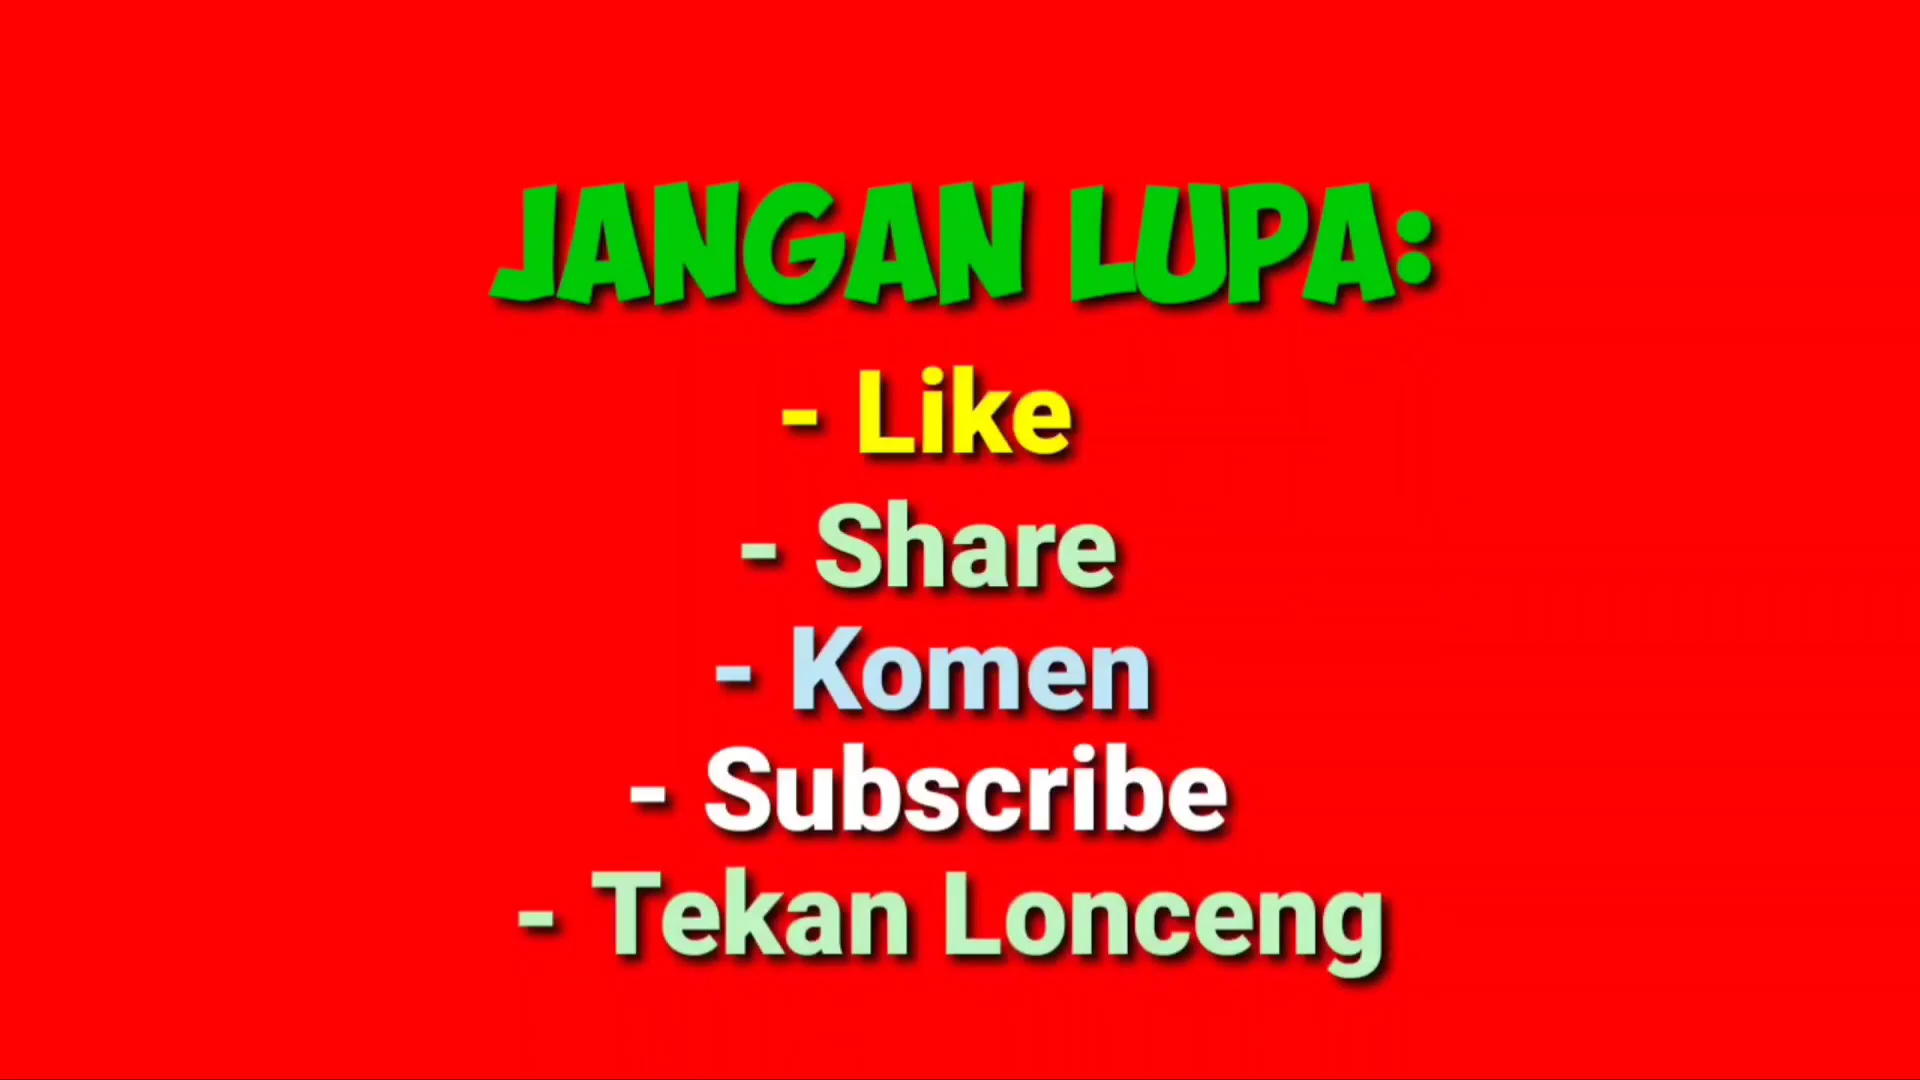 JANGAN LUPA:
- Like
- Share
- Komen
- Subscribe
- Tekan Lonceng